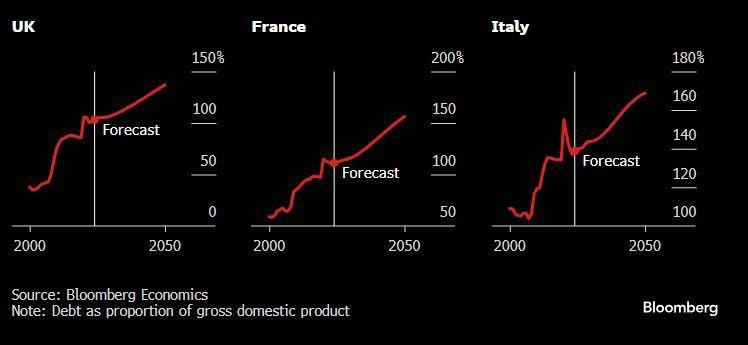 UK
150%
100
50
0
Forecast
2000
2050
France
200%
150
100
50
Forecast
2000
2050
Italy
180%
160
140
120
100
Forecast
2000
2050
Source: Bloomberg Economics
Note: Debt as proportion of gross domestic product
Bloomberg